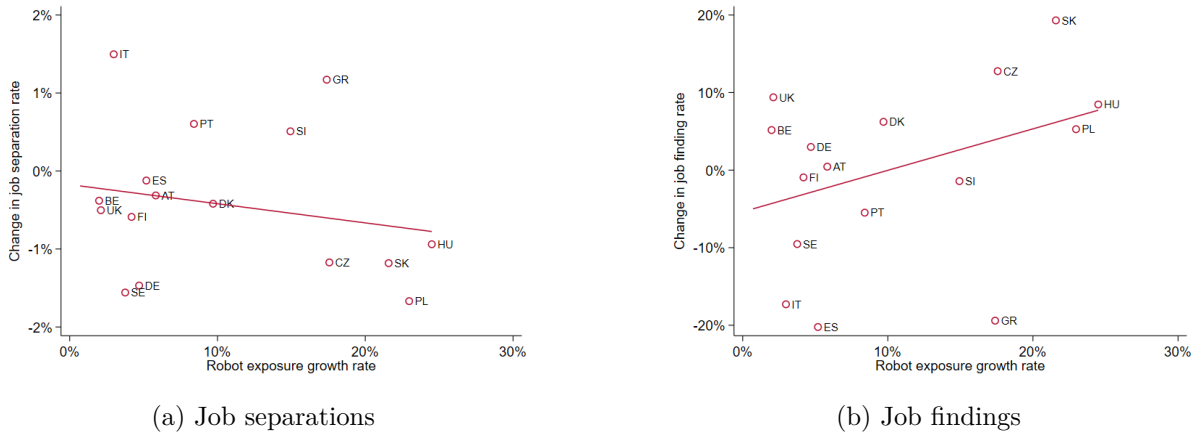 2%
1%
0%
-1%
-2%
Change in job separation rate
IT
GR
PT
SI
ES
AT
BE
DK
UK
FI
HU
CZ
SK
DE
SE
PL
0% 10% 20% 30%
Robot exposure growth rate
(a) Job separations
20%
10%
0%
-10%
-20%
Change in job finding rate
SK
CZ
UK
HU
DK
BE
PL
DE
AT
FI
SI
PT
SE
IT
GR
ES
0% 10% 20% 30%
Robot exposure growth rate
(b) Job findings